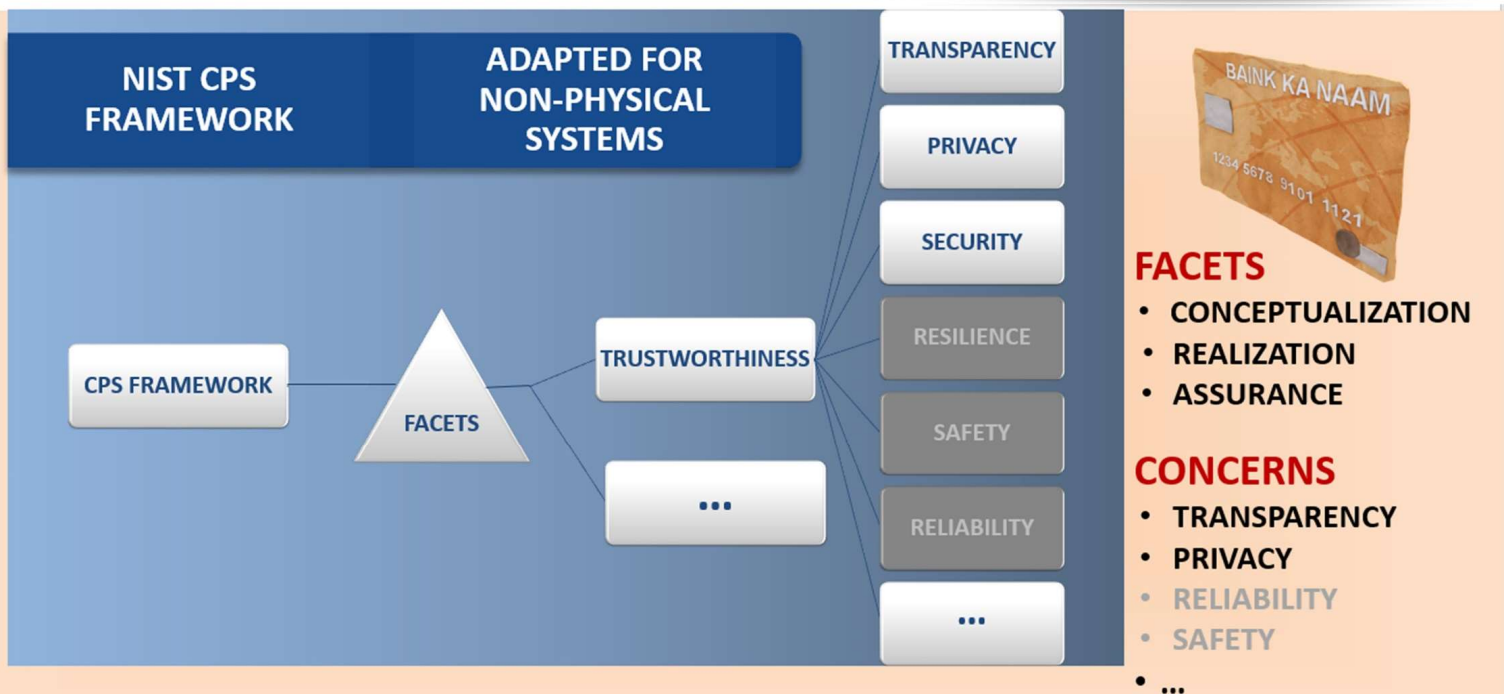 NIST CPS
FRAMEWORK
ADAPTED FOR
NON-PHYSICAL
SYSTEMS
CPS FRAMEWORK
FACETS
TRUSTWORTHINESS
...
TRANSPARENCY
PRIVACY
SECURITY
RESILIENCE
SAFETY
RELIABILITY
...
BAINK KA NAAM
1234 5678 9101 1121
FACETS
• CONCEPTUALIZATION
• REALIZATION
• ASSURANCE
CONCERNS
• TRANSPARENCY
• PRIVACY
• RELIABILITY
• SAFETY
• ...